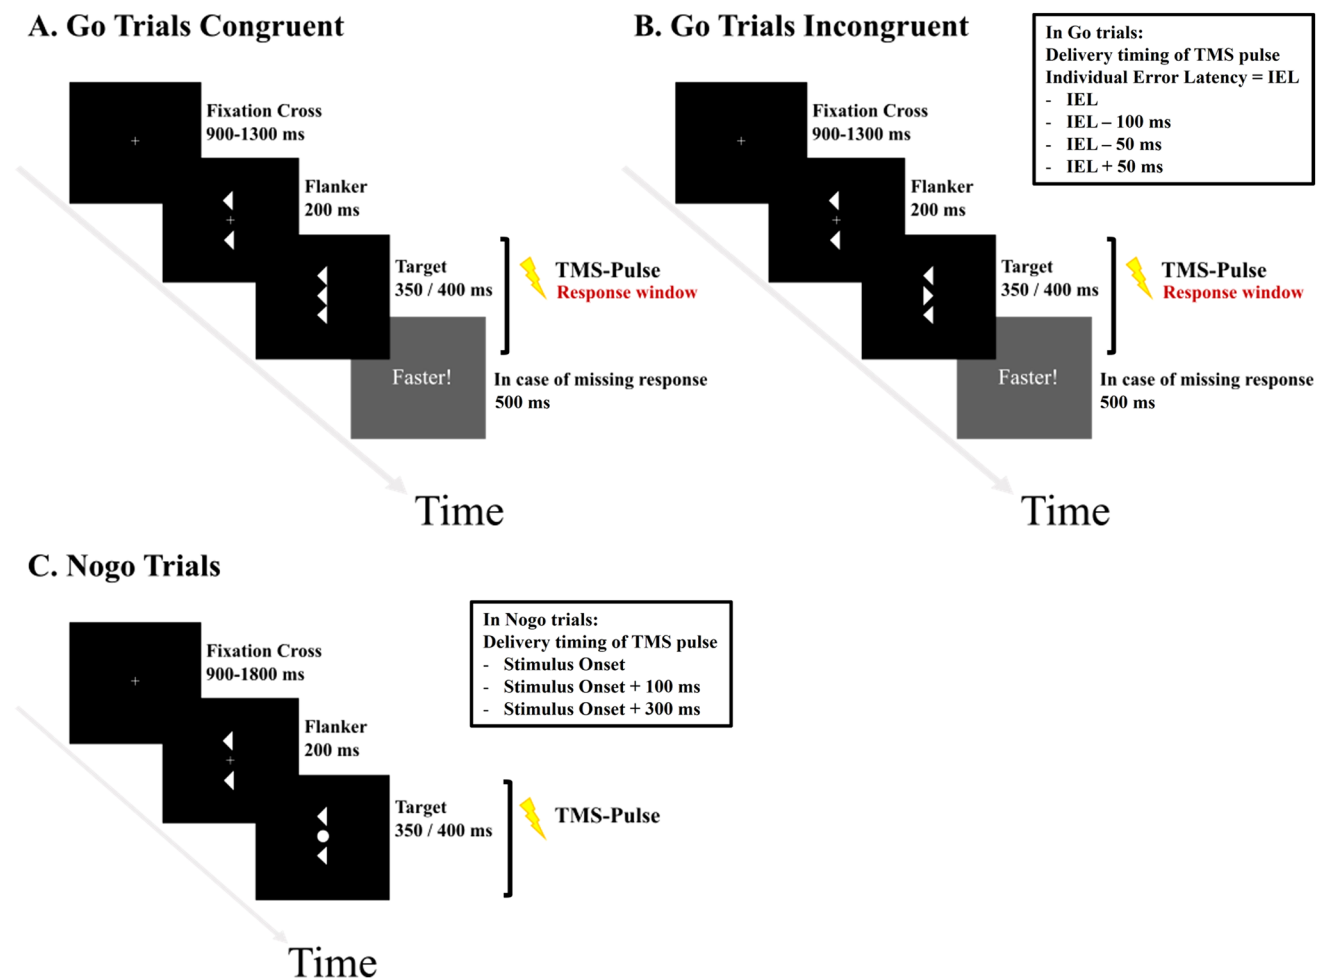 A. Go Trials Congruent
Fixation Cross
900-1300 ms
Flanker
200 ms
Target
350 / 400 ms
TMS-Pulse
Response window
Faster!
In case of missing response
500 ms
Time
B. Go Trials Incongruent
Fixation Cross
900-1300 ms
Flanker
200 ms
Target
350 / 400 ms
TMS-Pulse
Response window
Faster!
In case of missing response
500 ms
Time
In Go trials:
Delivery timing of TMS pulse
Individual Error Latency = IEL
- IEL
- IEL – 100 ms
- IEL – 50 ms
- IEL + 50 ms
C. Nogo Trials
Fixation Cross
900-1800 ms
Flanker
200 ms
Target
350 / 400 ms
TMS-Pulse
Time
In Nogo trials:
Delivery timing of TMS pulse
- Stimulus Onset
- Stimulus Onset + 100 ms
- Stimulus Onset + 300 ms